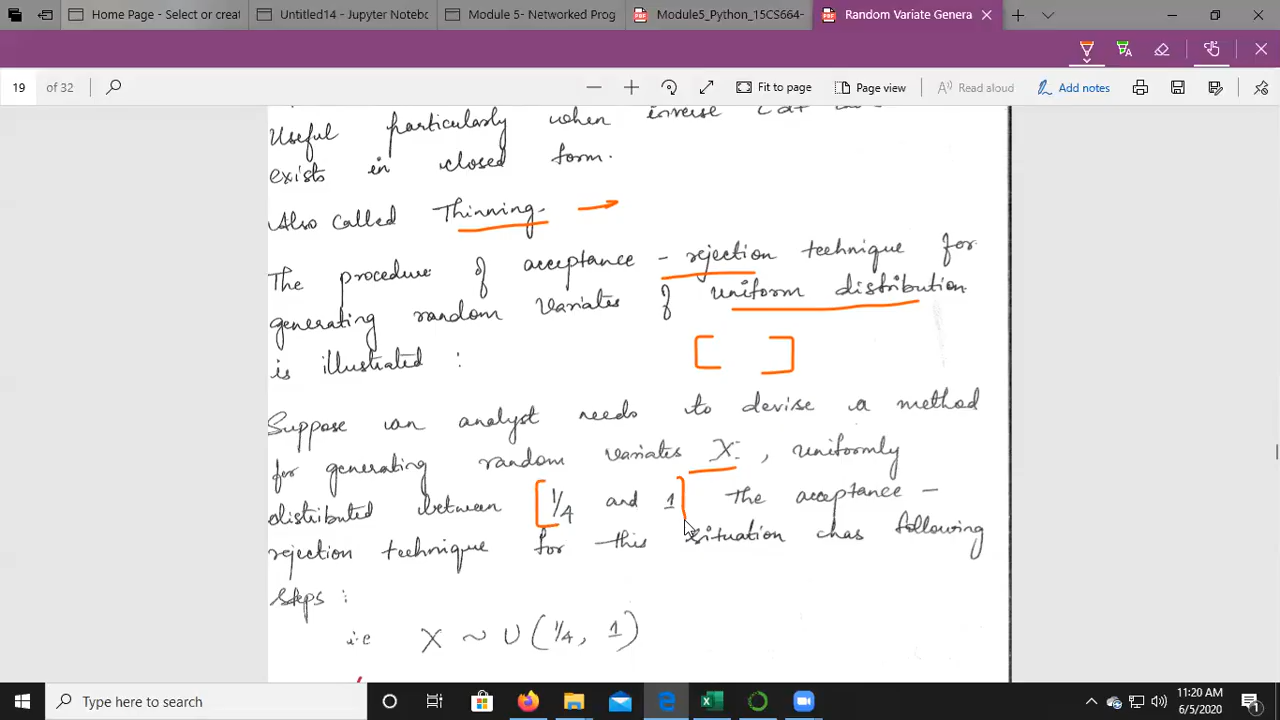 Home Page - Select or creat
Untitled14 - Jupyter Notebo
Module 5- Networked Prog
Module5_Python_15CS664-
Random Variate Genera
19 of 32
Fit to page
Page view
Read aloud
Add notes
Useful particularly when inverse cdf
exists in closed form.
Also called Thinning.
The procedure of acceptance - rejection technique for
generating random variates of uniform distribution
is illustrated :
[ ]
Suppose an analyst needs to devise a method
for generating random variates X , uniformly
distributed between [1/4 and 1] The acceptance -
rejection technique for this situation has following
steps :
i.e X ~ U (1/4, 1)
Type here to search
11:20 AM
6/5/2020